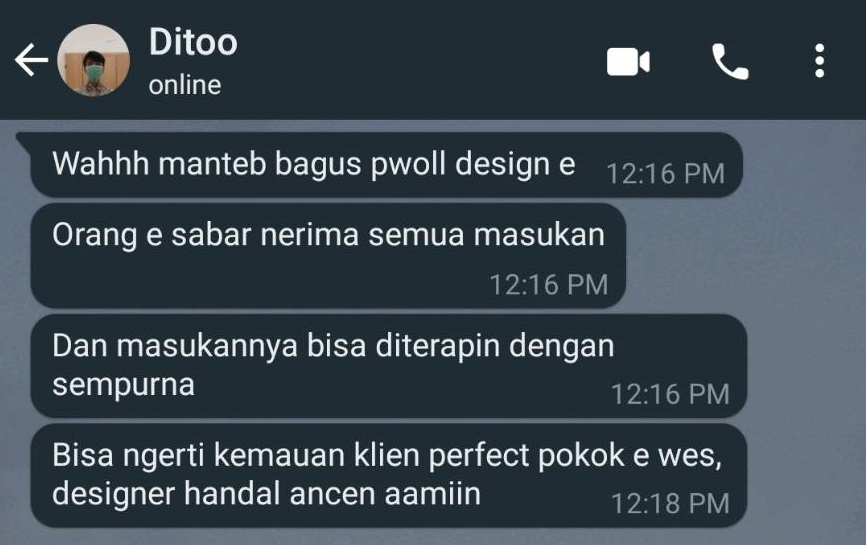 Ditoo
online
Wahhh manteb bagus pwoll design e 12:16 PM
Orang e sabar nerima semua masukan
12:16 PM
Dan masukannya bisa diterapin dengan
sempurna 12:16 PM
Bisa ngerti kemauan klien perfect pokok e wes,
designer handal ancen aamiin 12:18 PM